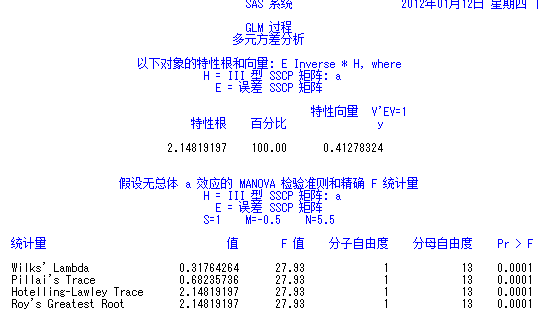 SAS 系统 2012年01月12日 星期四
GLM 过程
多元方差分析
以下对象的特性根和向量: E Inverse * H, where
H = III 型 SSCP 矩阵: a
E = 误差 SSCP 矩阵
特性向量 V'EV=1
特性根 百分比 y
2.14819197 100.00 0.41278324
假设无总体 a 效应的 MANOVA 检验准则和精确 F 统计量
H = III 型 SSCP 矩阵: a
E = 误差 SSCP 矩阵
S=1 M=-0.5 N=5.5
统计量 值 F 值 分子自由度 分母自由度 Pr > F
Wilks' Lambda 0.31764264 27.93 1 13 0.0001
Pillai's Trace 0.68235736 27.93 1 13 0.0001
Hotelling-Lawley Trace 2.14819197 27.93 1 13 0.0001
Roy's Greatest Root 2.14819197 27.93 1 13 0.0001